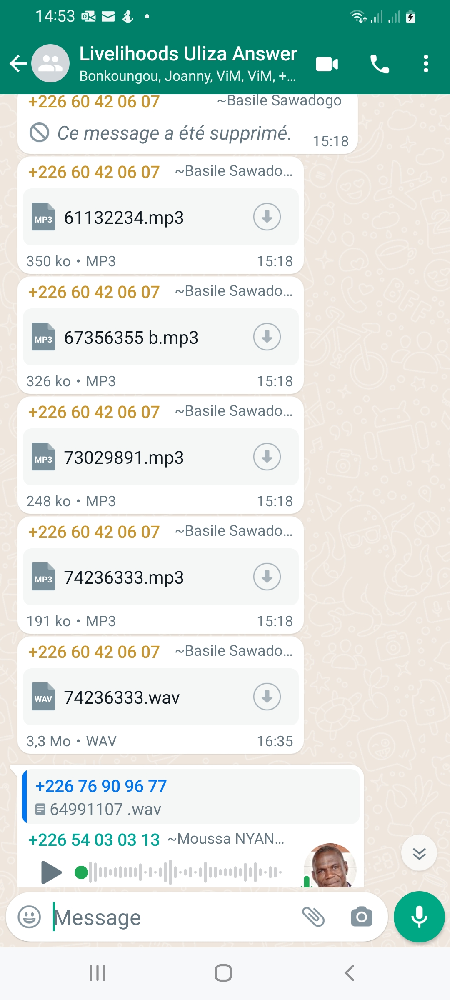 14:53
Livelihoods Uliza Answer
Bonkoungou, Joanny, ViM, ViM, +...
+226 60 42 06 07 ~Basile Sawadogo
Ce message a été supprimé. 15:18
+226 60 42 06 07 ~Basile Sawado...
MP3 61132234.mp3
350 ko • MP3 15:18
+226 60 42 06 07 ~Basile Sawado...
MP3 67356355 b.mp3
326 ko • MP3 15:18
+226 60 42 06 07 ~Basile Sawado...
MP3 73029891.mp3
248 ko • MP3 15:18
+226 60 42 06 07 ~Basile Sawado...
MP3 74236333.mp3
191 ko • MP3 15:18
+226 60 42 06 07 ~Basile Sawado...
WAV 74236333.wav
3,3 Mo • WAV 16:35
+226 76 90 96 77
64991107 .wav
+226 54 03 03 13 ~Moussa NYAN...
Message